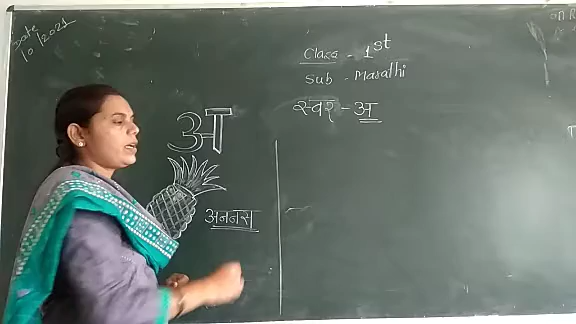 Date
10/2021
Class - 1st
Sub - Marathi
स्वर - अ
अ
अननस